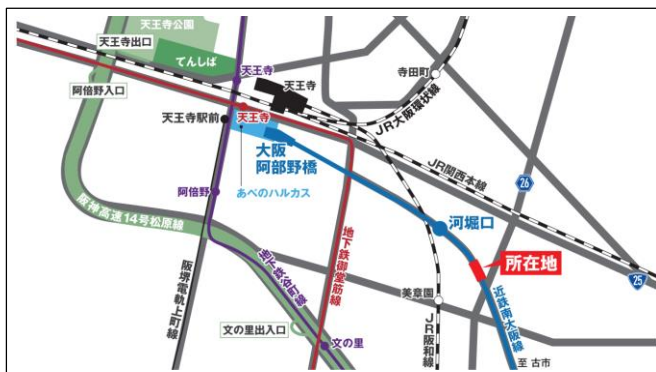 天王寺公園
天王寺出口
てんしば
阿倍野入口
天王寺
天王寺
寺田町
JR大阪環状線
天王寺駅前
天王寺
大阪
阿部野橋
JR関西本線
26
阿倍野
あべのハルカス
阪神高速14号松原線
河堀口
所在地
25
地下鉄谷町線
地下鉄御堂筋線
阪堺電軌上町線
美章園
近鉄南大阪線
文の里出入口
文の里
JR阪和線
至 古市